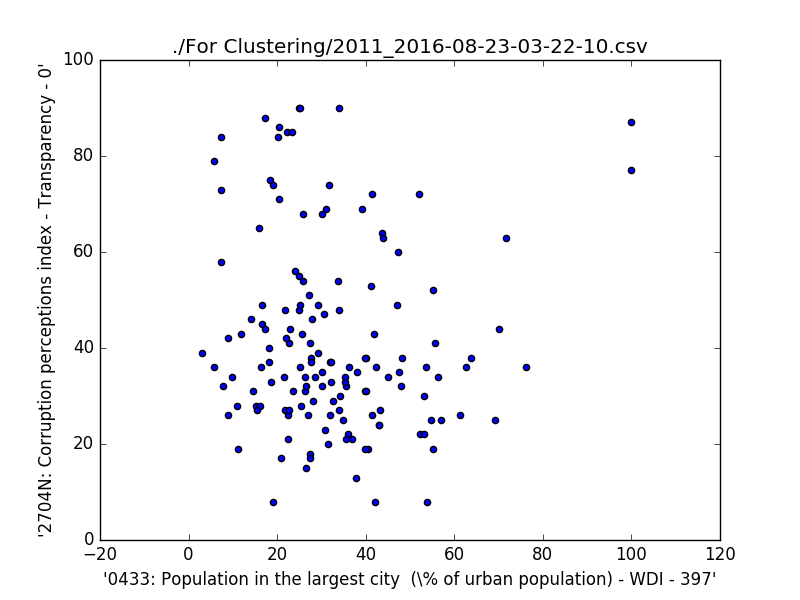 ./For Clustering/2011_2016-08-23-03-22-10.csv
100
80
60
40
20
0
'2704N: Corruption perceptions index - Transparency - 0'
−20 0 20 40 60 80 100 120
'0433: Population in the largest city (\% of urban population) - WDI - 397'